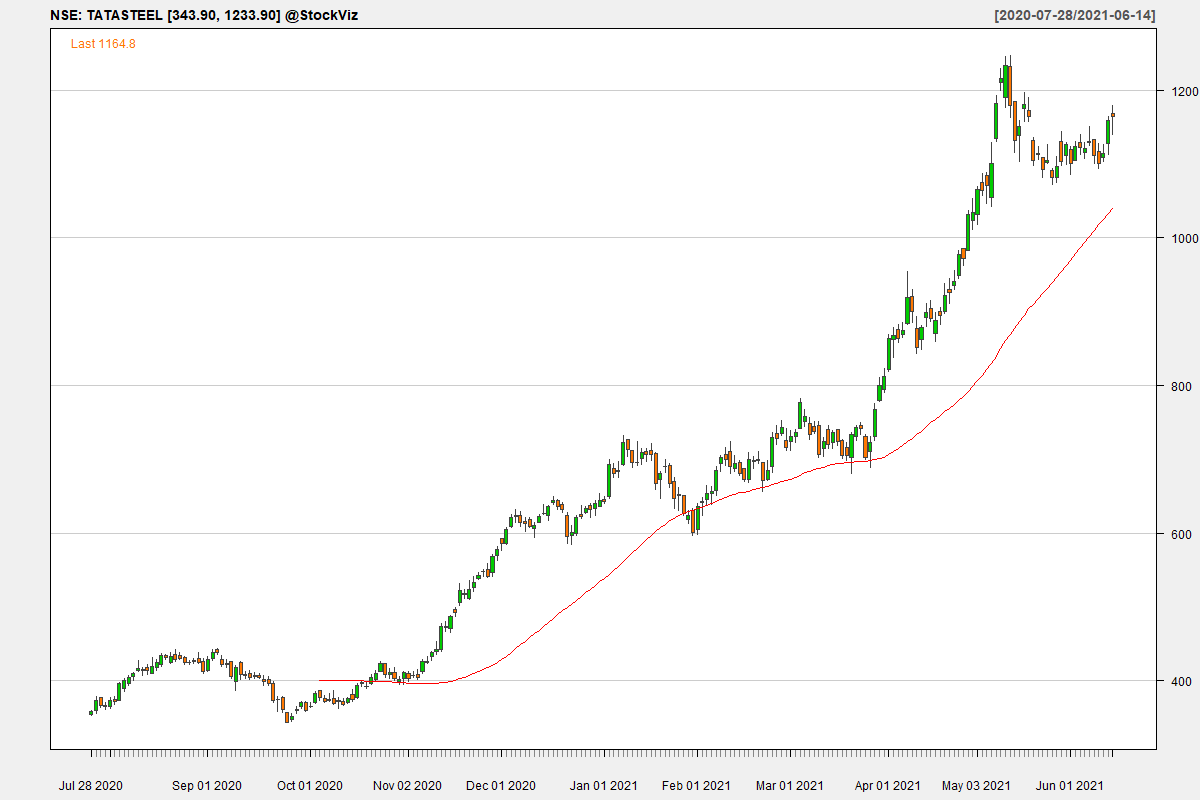 NSE: TATASTEEL [343.90, 1233.90] @StockViz [2020-07-28/2021-06-14]
Last 1164.8
1200
1000
800
600
400
Jul 28 2020 Sep 01 2020 Oct 01 2020 Nov 02 2020 Dec 01 2020 Jan 01 2021 Feb 01 2021 Mar 01 2021 Apr 01 2021 May 03 2021 Jun 01 2021